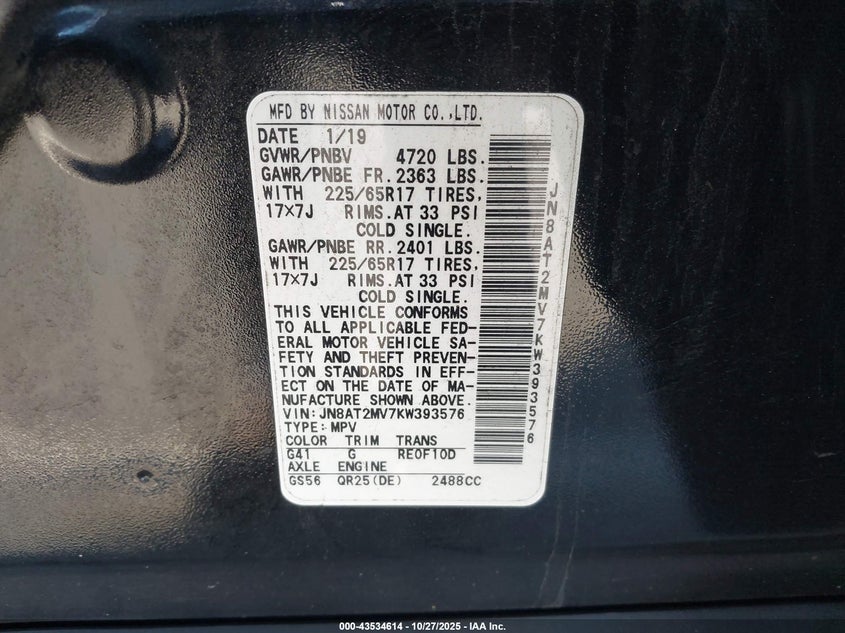 MFD BY NISSAN MOTOR CO.,LTD.
DATE 1/19
GVWR/PNBV 4720 LBS.
GAWR/PNBE FR. 2363 LBS.
WITH 225/65R17 TIRES,
17×7J RIMS. AT 33 PSI
COLD SINGLE.
GAWR/PNBE RR. 2401 LBS.
WITH 225/65R17 TIRES,
17×7J RIMS. AT 33 PSI
COLD SINGLE.
THIS VEHICLE CONFORMS
TO ALL APPLICABLE FED-
ERAL MOTOR VEHICLE SA-
FETY AND THEFT PREVEN-
TION STANDARDS IN EFF-
ECT ON THE DATE OF MA-
NUFACTURE SHOWN ABOVE.
VIN: JN8AT2MV7KW393576
TYPE: MPV
COLOR TRIM TRANS
G41 G RE0F10D
AXLE ENGINE
GS56 QR25(DE) 2488CC
JN8AT2MV7KW393576
000-43534614 - 10/27/2025 - IAA Inc.